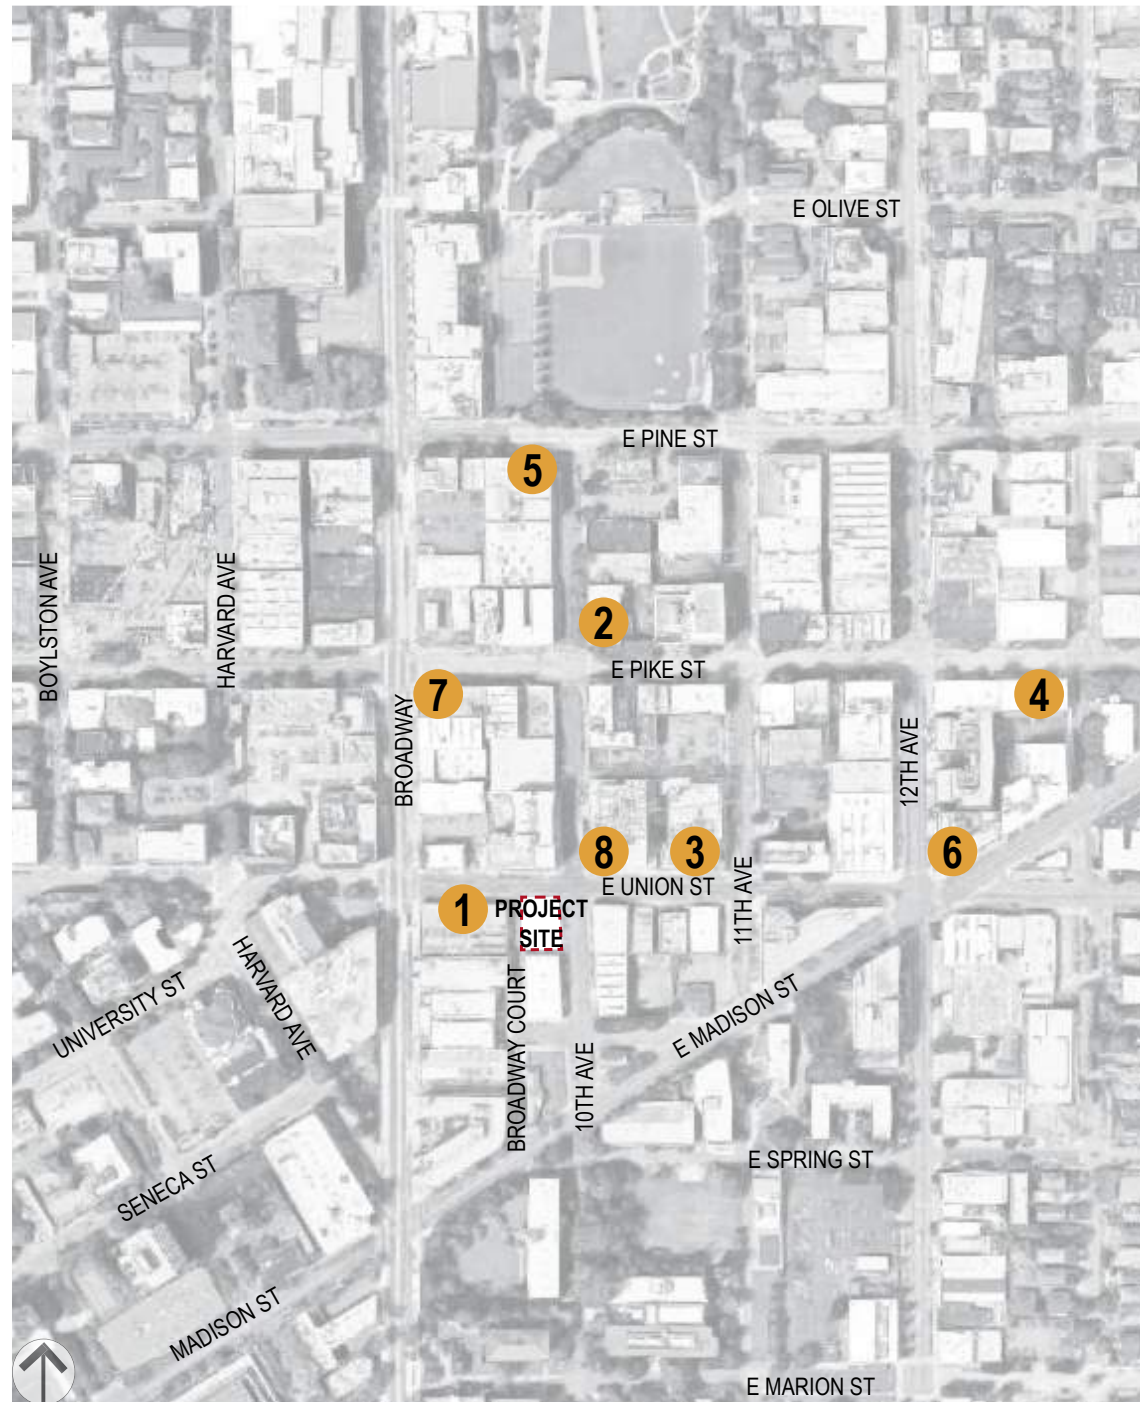 E OLIVE ST
E PINE ST
5
BOYLSTON AVE
HARVARD AVE
2
E PIKE ST
7
BROADWAY
4
12TH AVE
8
3
6
E UNION ST
11TH AVE
1
PROJECT
SITE
UNIVERSITY ST
HARVARD AVE
BROADWAY COURT
E MADISON ST
10TH AVE
SENECA ST
E SPRING ST
MADISON ST
E MARION ST